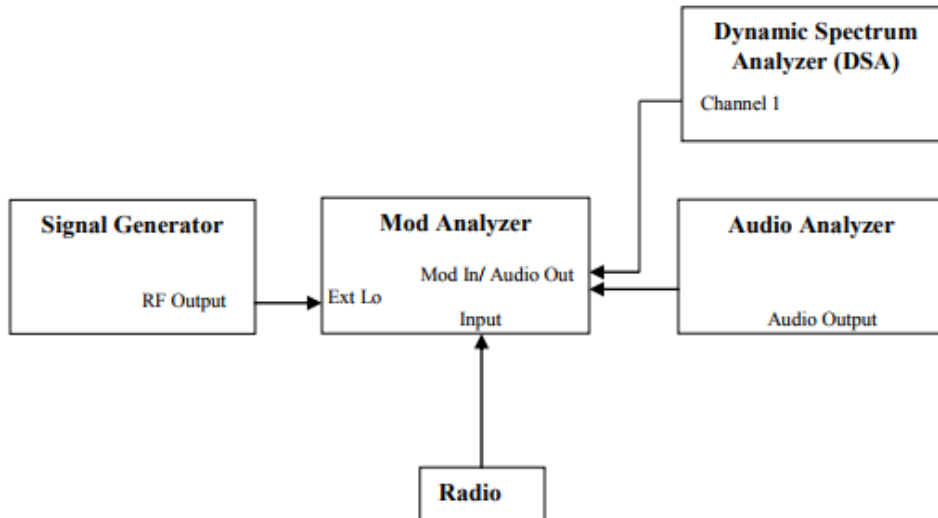 Dynamic Spectrum
Analyzer (DSA)
Channel 1
Signal Generator
RF Output
Mod Analyzer
Mod In/ Audio Out
Ext Lo
Input
Audio Analyzer
Audio Output
Radio